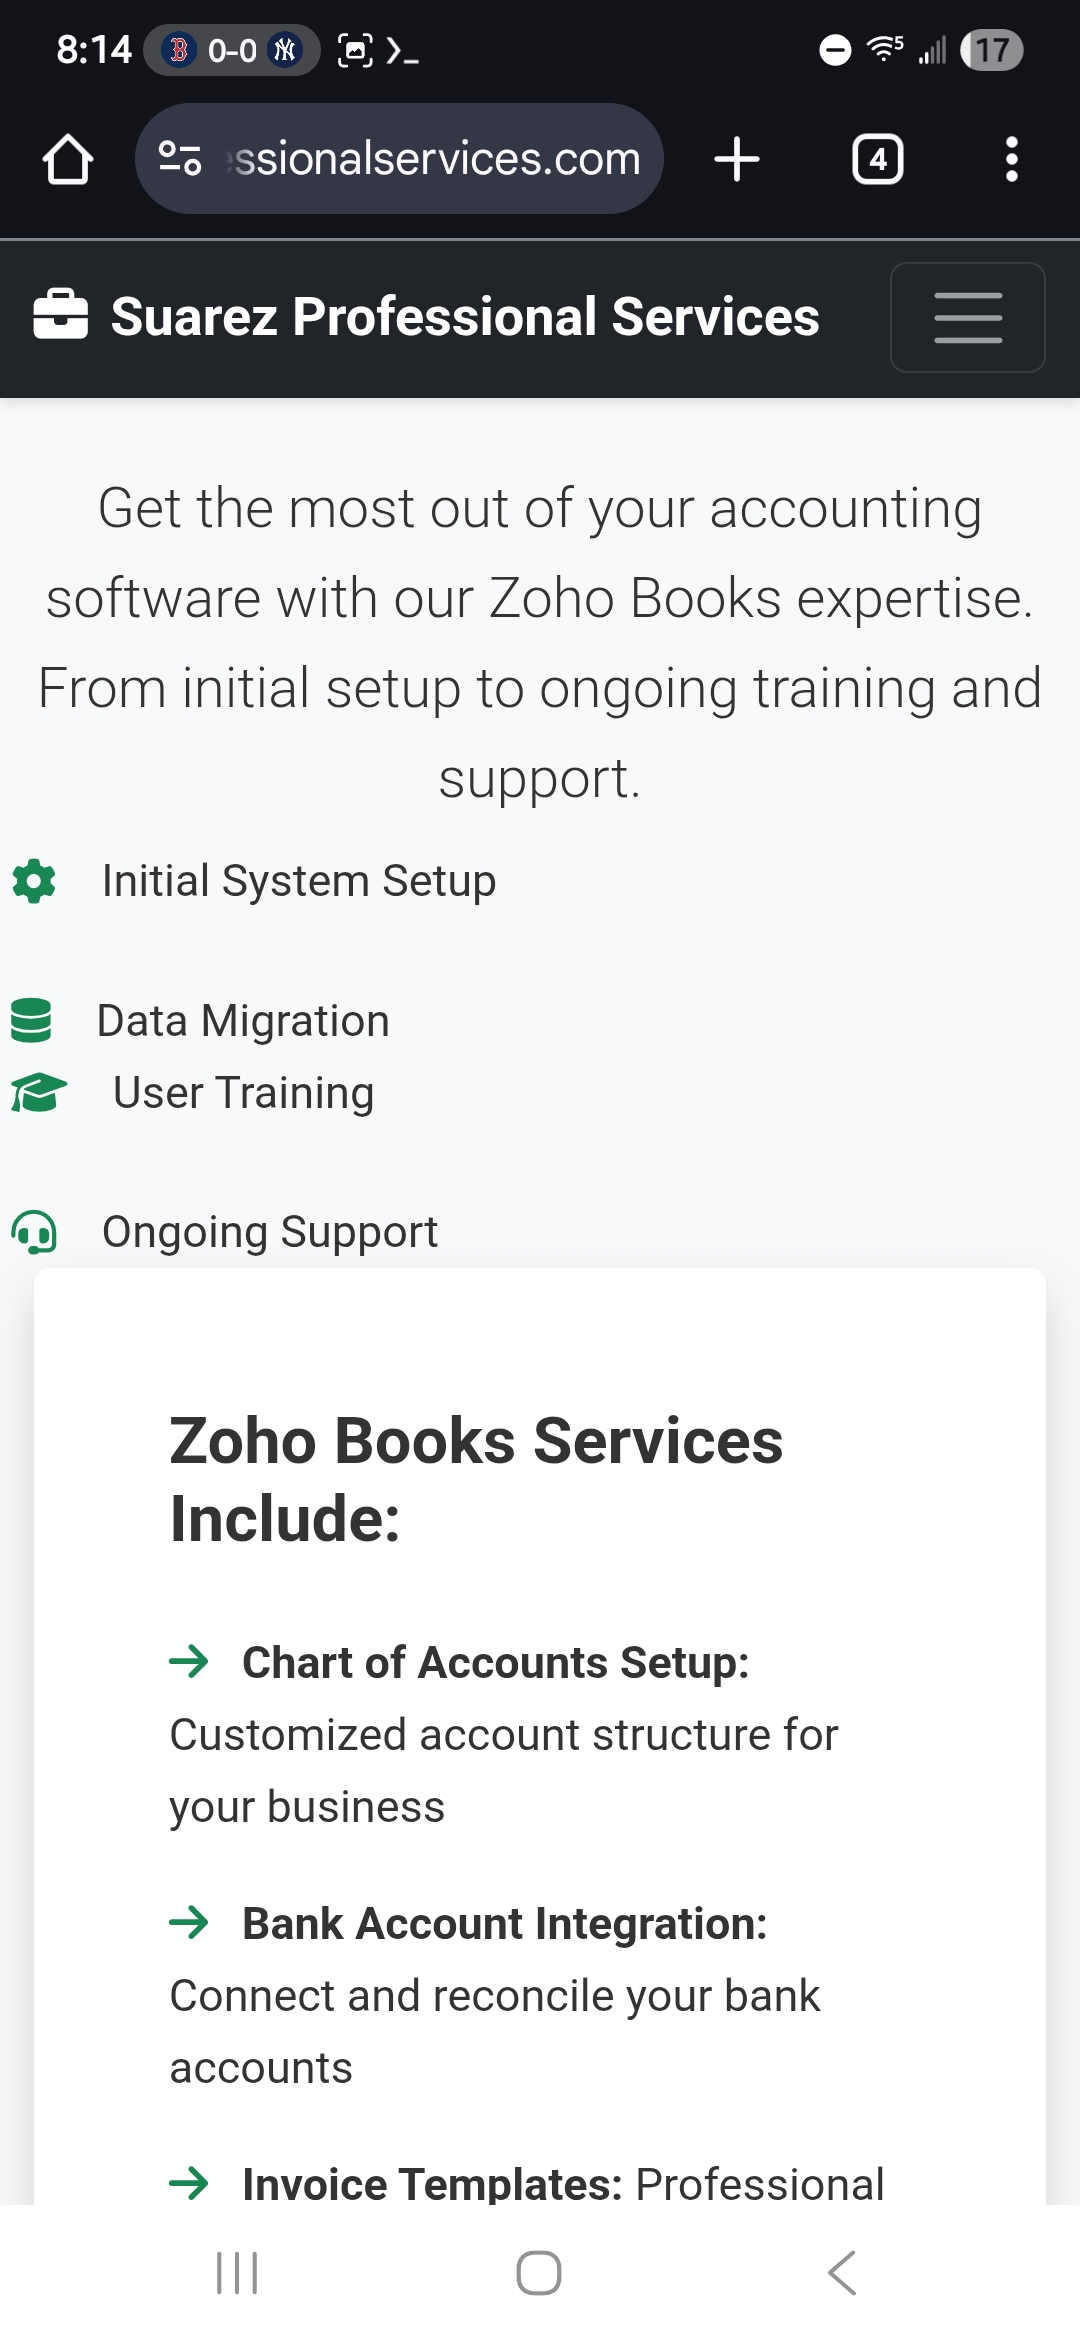 8:14 B 0-0 NY 5 17
ssionalservices.com 4
Suarez Professional Services
Get the most out of your accounting
software with our Zoho Books expertise.
From initial setup to ongoing training and
support.
Initial System Setup
Data Migration
User Training
Ongoing Support
Zoho Books Services
Include:
Chart of Accounts Setup:
Customized account structure for
your business
Bank Account Integration:
Connect and reconcile your bank
accounts
Invoice Templates: Professional